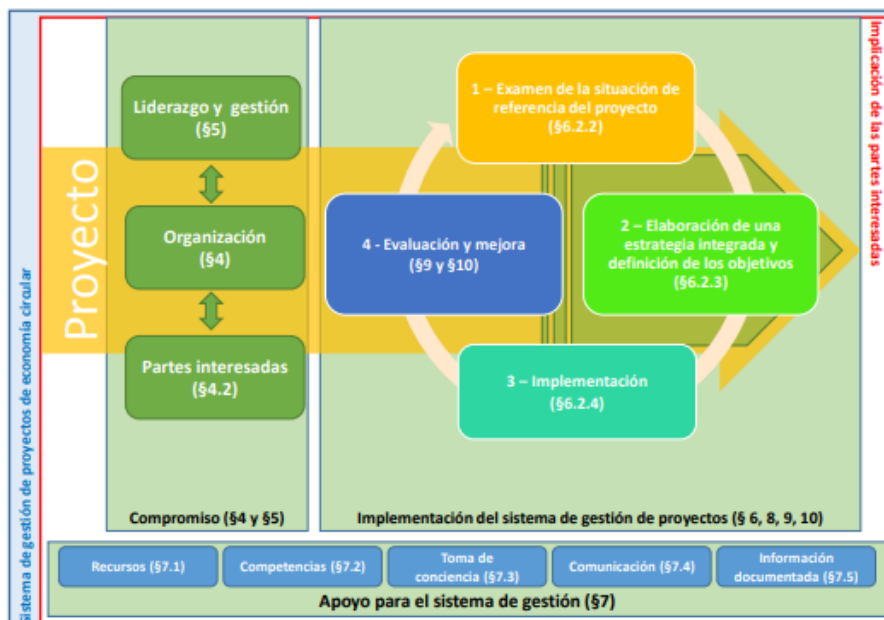 Sistema de gestión de proyectos de economía circular
Proyecto
Liderazgo y gestión
(§5)
Organización
(§4)
Partes interesadas
(§4.2)
Compromiso (§4 y §5)
1 – Examen de la situación de
referencia del proyecto
(§6.2.2)
2 – Elaboración de una
estrategia integrada y
definición de los objetivos
(§6.2.3)
3 – Implementación
(§6.2.4)
4 - Evaluación y mejora
(§9 y §10)
Implementación del sistema de gestión de proyectos (§ 6, 8, 9, 10)
Implicación de las partes interesadas
Recursos (§7.1)
Competencias (§7.2)
Toma de
conciencia (§7.3)
Comunicación (§7.4)
Información
documentada (§7.5)
Apoyo para el sistema de gestión (§7)